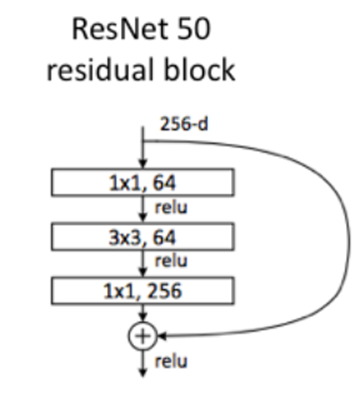 ResNet 50
residual block
256-d
1x1, 64
relu
3x3, 64
relu
1x1, 256
+
relu